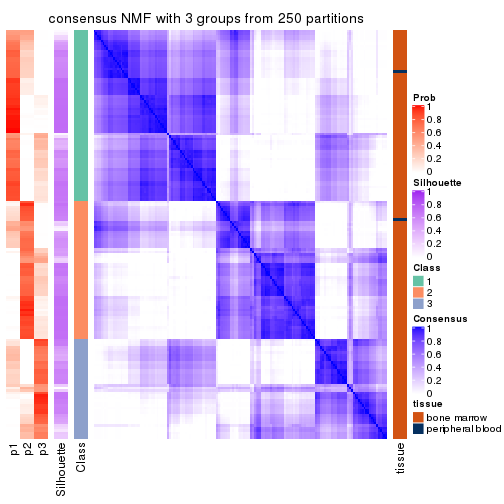 consensus NMF with 3 groups from 250 partitions
p1
p2
p3
Silhouette
Class
tissue
Prob
1
0.8
0.6
0.4
0.2
0
Silhouette
1
0.8
0.6
0.4
0.2
0
Class
1
2
3
Consensus
1
0.8
0.6
0.4
0.2
0
tissue
bone marrow
peripheral blood